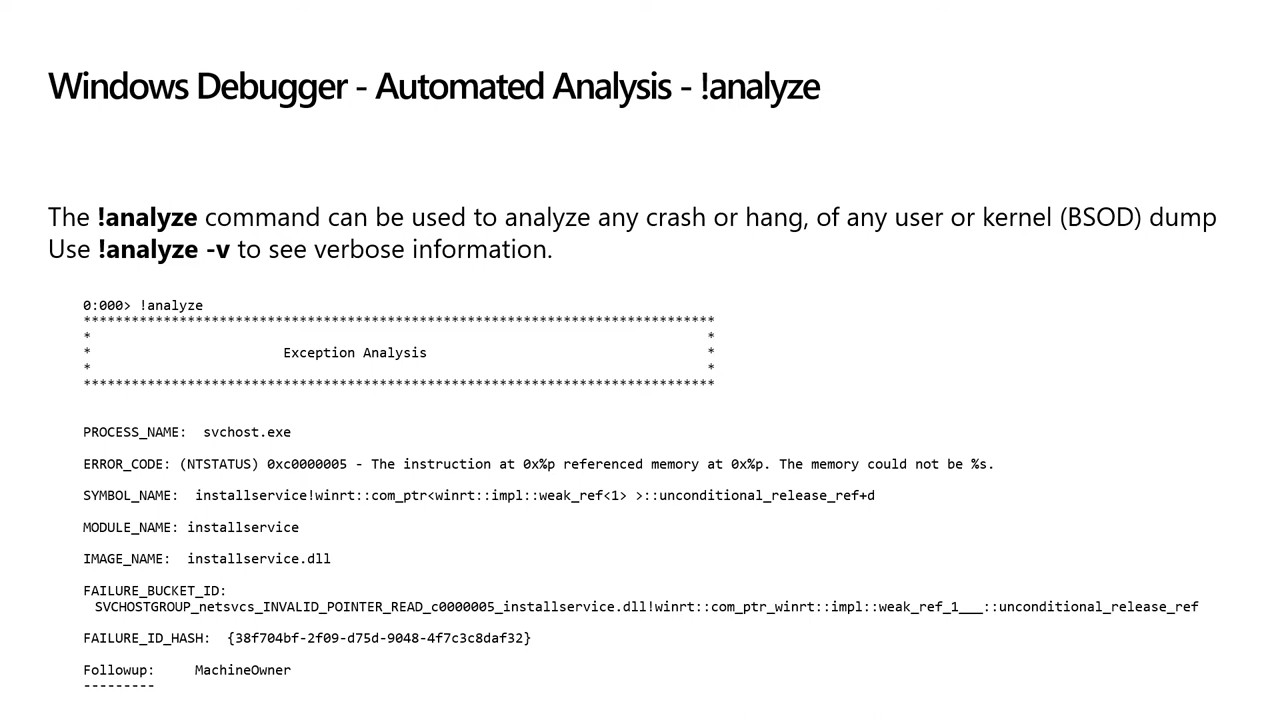 Windows Debugger - Automated Analysis - !analyze
The !analyze command can be used to analyze any crash or hang, of any user or kernel (BSOD) dump
Use !analyze -v to see verbose information.
0:000> !analyze
*******************************************************************************
*                                                                             *
*                        Exception Analysis                                   *
*                                                                             *
*******************************************************************************
PROCESS_NAME:  svchost.exe
ERROR_CODE: (NTSTATUS) 0xc0000005 - The instruction at 0x%p referenced memory at 0x%p. The memory could not be %s.
SYMBOL_NAME:  installservice!winrt::com_ptr<winrt::impl::weak_ref<1> >::unconditional_release_ref+d
MODULE_NAME: installservice
IMAGE_NAME:  installservice.dll
FAILURE_BUCKET_ID:
SVCHOSTGROUP_netsvcs_INVALID_POINTER_READ_c0000005_installservice.dll!winrt::com_ptr_winrt::impl::weak_ref_1___::unconditional_release_ref
FAILURE_ID_HASH:  {38f704bf-2f09-d75d-9048-4f7c3c8daf32}
Followup:     MachineOwner
---------